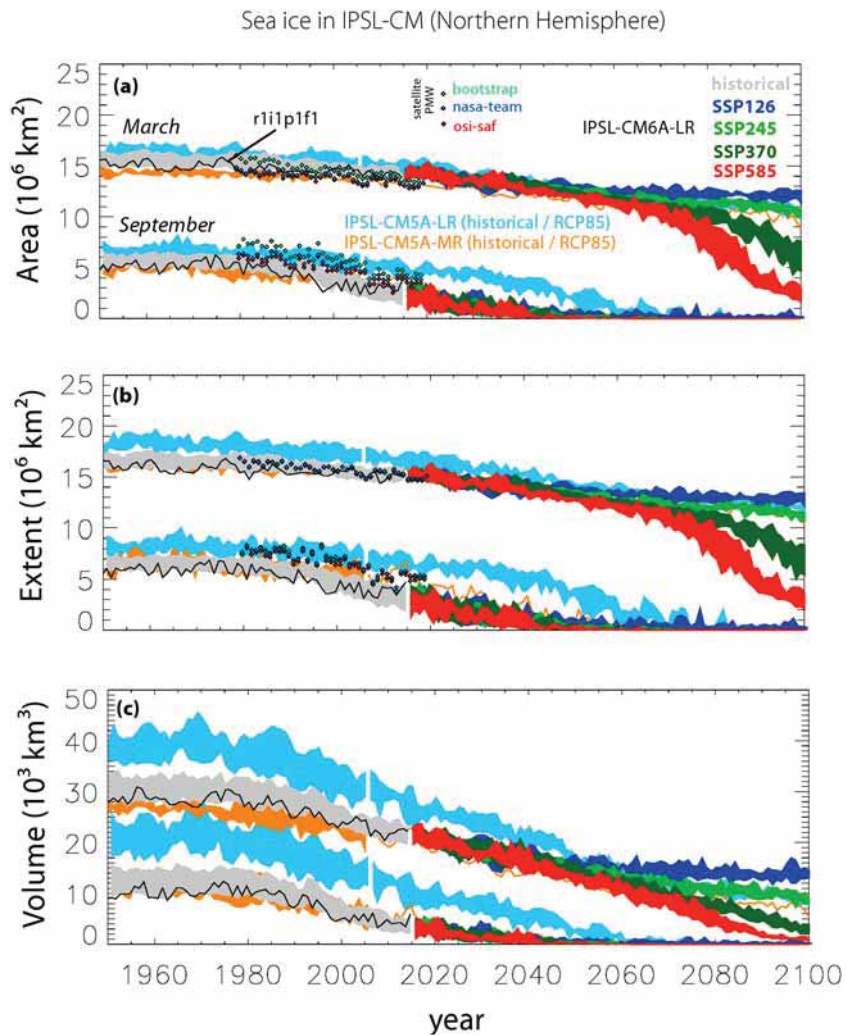 Sea ice in IPSL-CM (Northern Hemisphere)
(a)
Area (10⁶ km²)
25
20
15
10
5
0
March
September
r1i1p1f1
satellite
PMW
bootstrap
nasa-team
osi-saf
IPSL-CM6A-LR
historical
SSP126
SSP245
SSP370
SSP585
IPSL-CM5A-LR (historical / RCP85)
IPSL-CM5A-MR (historical / RCP85)
(b)
Extent (10⁶ km²)
25
20
15
10
5
0
(c)
Volume (10³ km³)
50
40
30
20
10
0
1960 1980 2000 2020 2040 2060 2080 2100
year